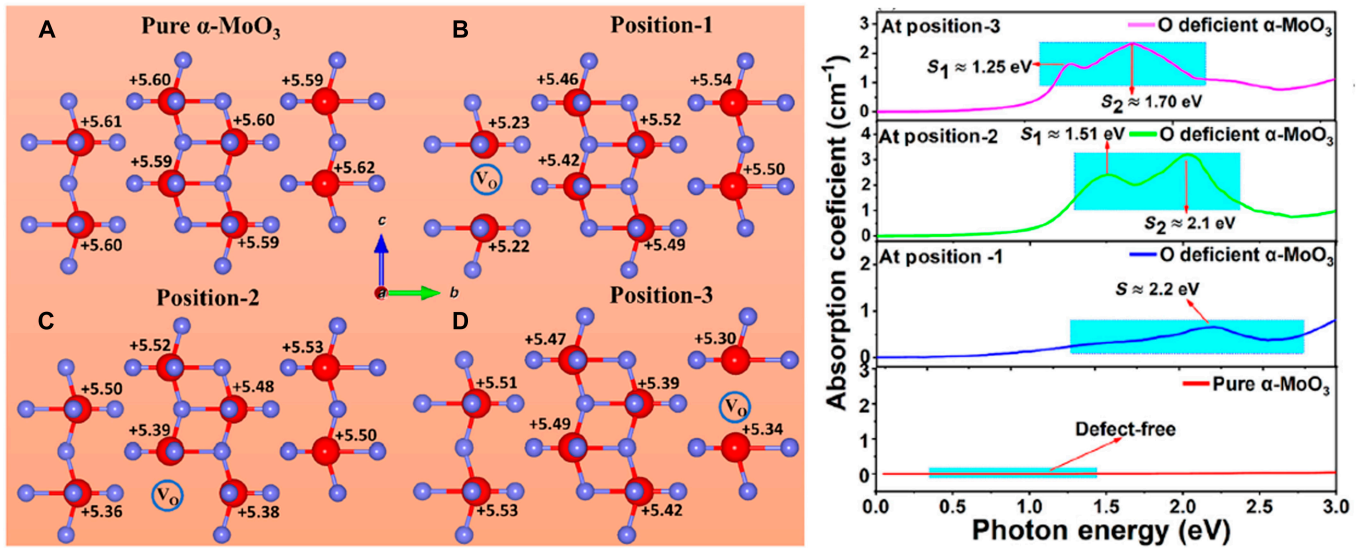 A
Pure α-MoO3
+5.60
+5.59
+5.61
+5.60
+5.59
+5.62
+5.60
+5.59
B
Position-1
+5.46
+5.54
+5.23
+5.52
VO
+5.42
+5.50
+5.22
+5.49
c
a
b
C
Position-2
+5.52
+5.53
+5.50
+5.48
+5.39
+5.50
VO
+5.36
+5.38
D
Position-3
+5.47
+5.30
+5.51
+5.39
VO
+5.49
+5.34
+5.53
+5.42
Absorption coeficient (cm−1)
At position-3
O deficient α-MoO3
S1 ≈ 1.25 eV
S2 ≈ 1.70 eV
3
2
1
0
At position-2
O deficient α-MoO3
S1 ≈ 1.51 eV
S2 ≈ 2.1 eV
4
3
2
1
0
At position -1
O deficient α-MoO3
S ≈ 2.2 eV
2
1
0
Pure α-MoO3
Defect-free
3
2
1
0
0.0 0.5 1.0 1.5 2.0 2.5 3.0
Photon energy (eV)